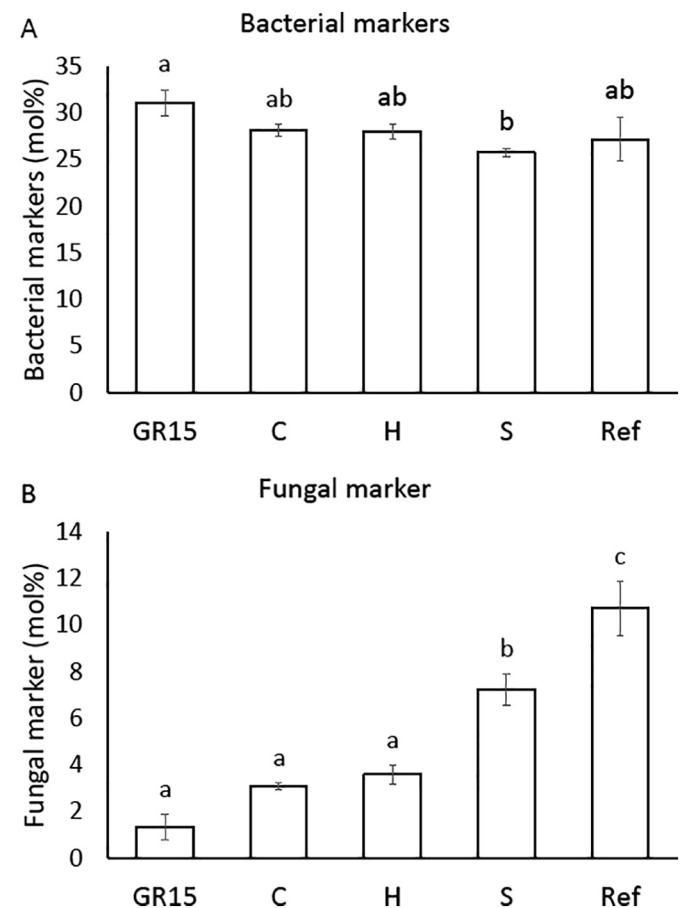 A
Bacterial markers
Bacterial markers (mol%)
35
30
25
20
15
10
5
0
a
ab
ab
b
ab
GR15 C H S Ref
B
Fungal marker
Fungal marker (mol%)
14
12
10
8
6
4
2
0
a
a
a
b
c
GR15 C H S Ref